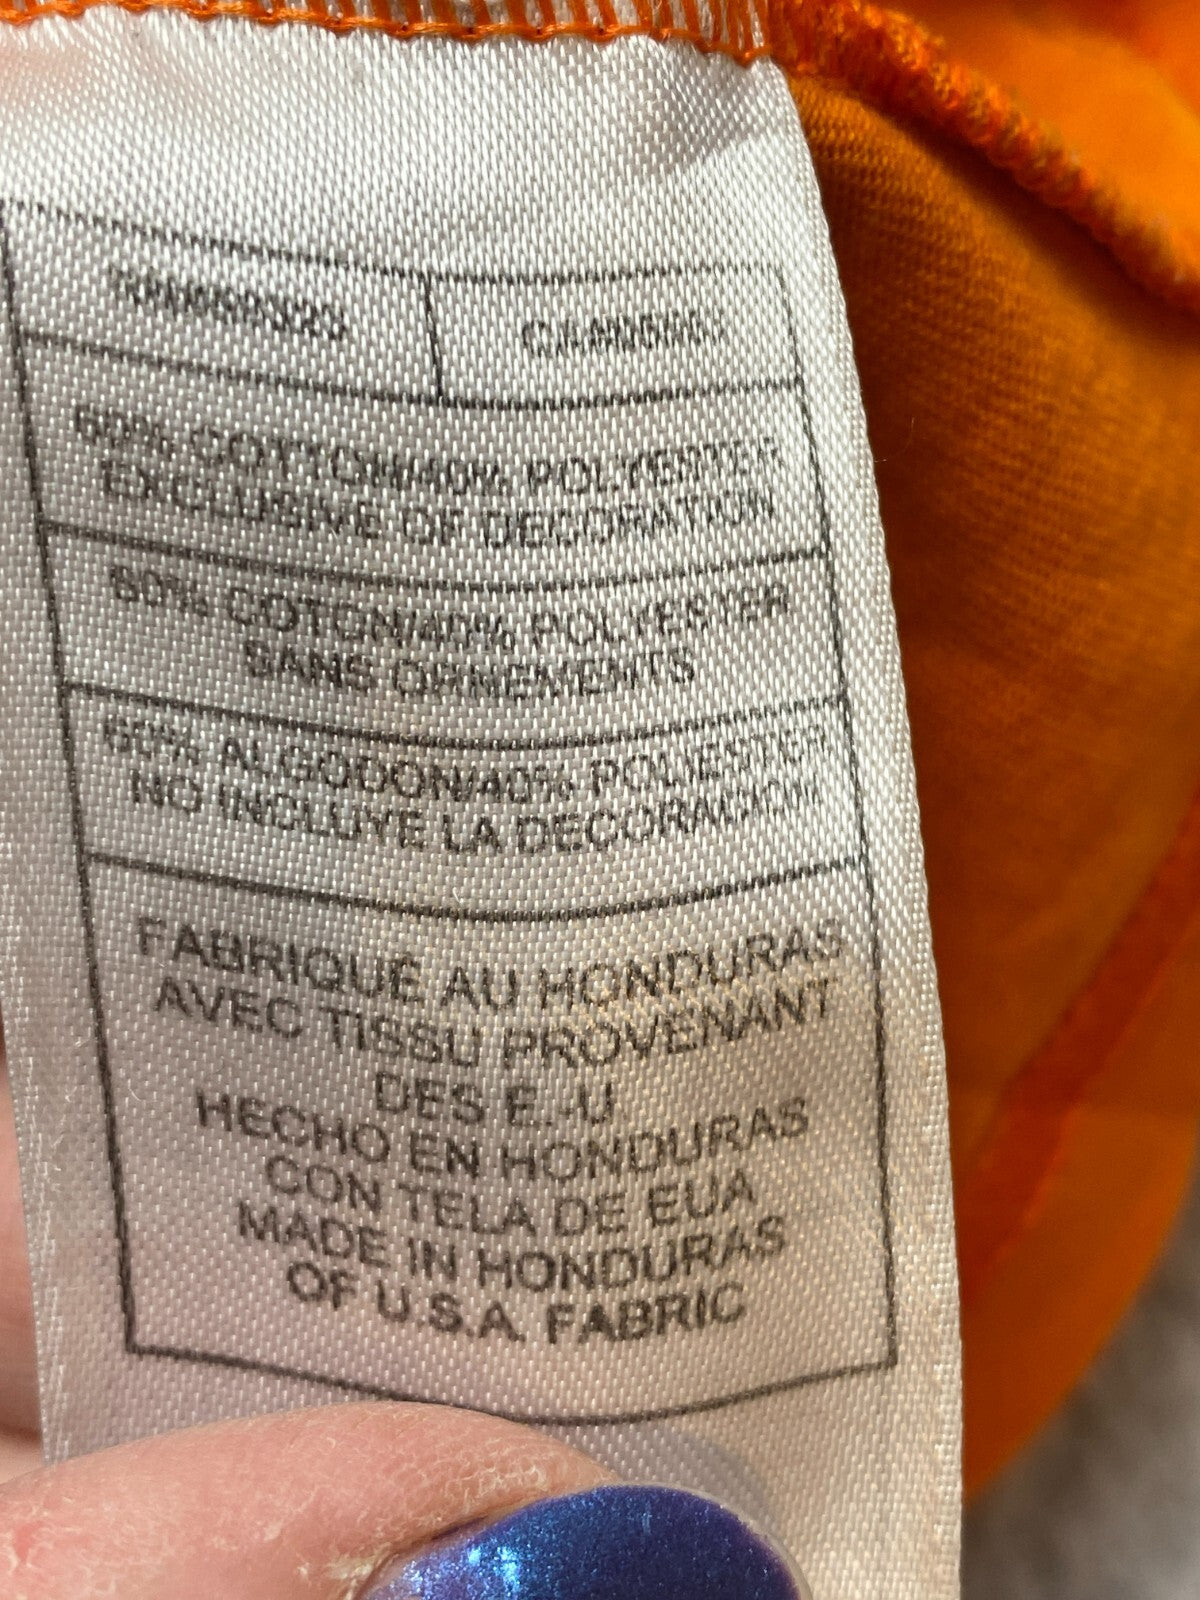 60% COTTON/40% POLYESTER
EXCLUSIVE OF DECORATION
60% COTON/40% POLYESTER
SANS ORNEMENTS
60% ALGODON/40% POLIESTER
NO INCLUYE LA DECORACION
FABRIQUÉ AU HONDURAS
AVEC TISSU PROVENANT
DES E.-U
HECHO EN HONDURAS
CON TELA DE EUA
MADE IN HONDURAS
OF U.S.A. FABRIC